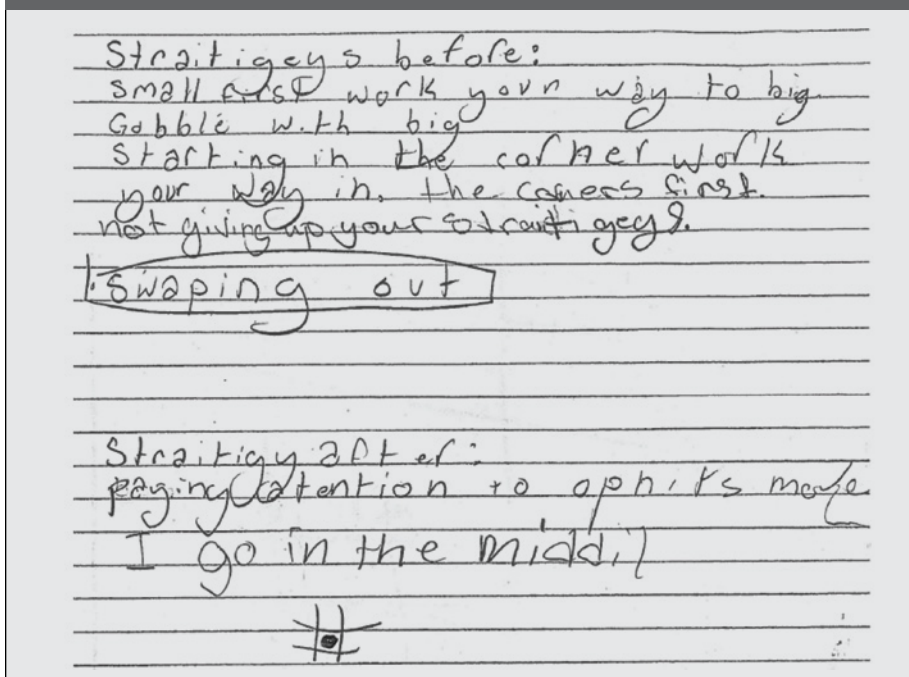 Straitigeys before:
small first work your way to big
Gobble with big
Starting in the corner work
your way in. the corners first.
not giving up your straitigeys.
Swaping out
Straitigy after:
paying atention to ophits move
I go in the middil